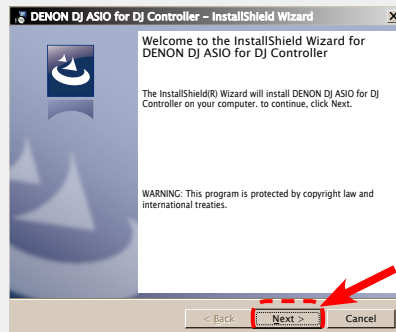 DENON DJ ASIO for DJ Controller – InstallShield Wizard
Welcome to the InstallShield Wizard for
DENON DJ ASIO for DJ Controller
The InstallShield(R) Wizard will install DENON DJ ASIO for DJ
Controller on your computer. to continue, click Next.
WARNING: This program is protected by copyright law and
international treaties.
< Back Next > Cancel